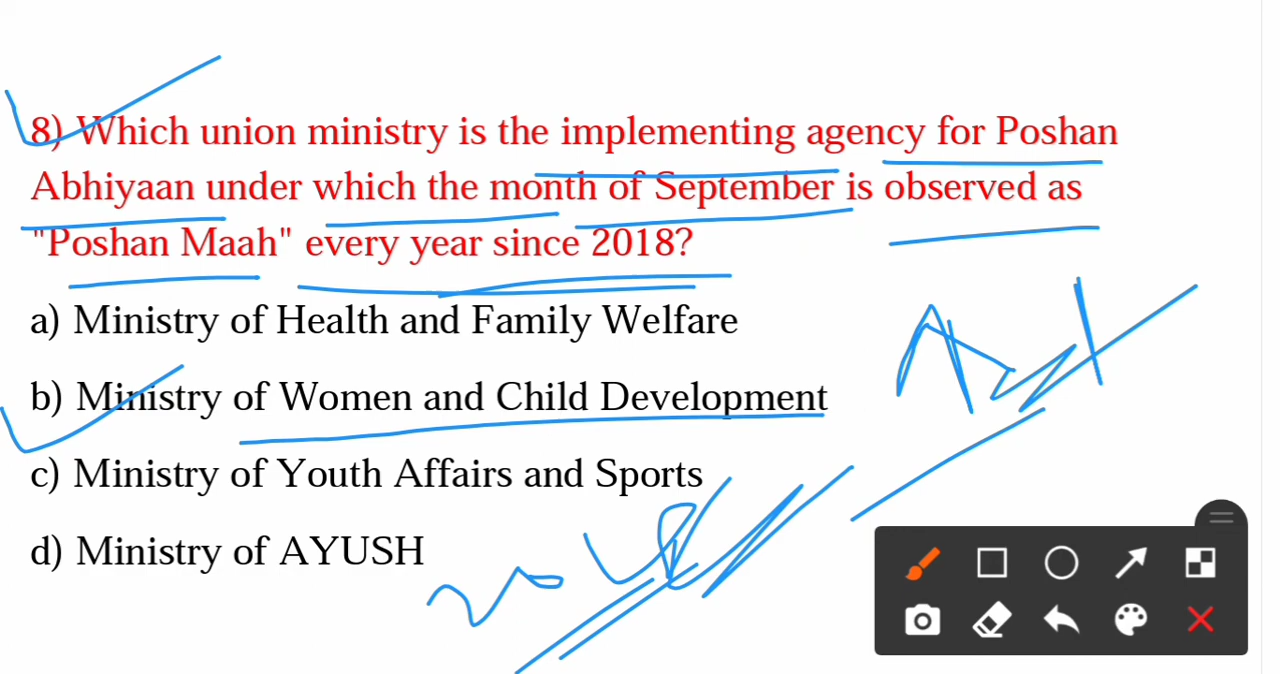 8) Which union ministry is the implementing agency for Poshan
Abhiyaan under which the month of September is observed as
"Poshan Maah" every year since 2018?
a) Ministry of Health and Family Welfare
b) Ministry of Women and Child Development
c) Ministry of Youth Affairs and Sports
d) Ministry of AYUSH